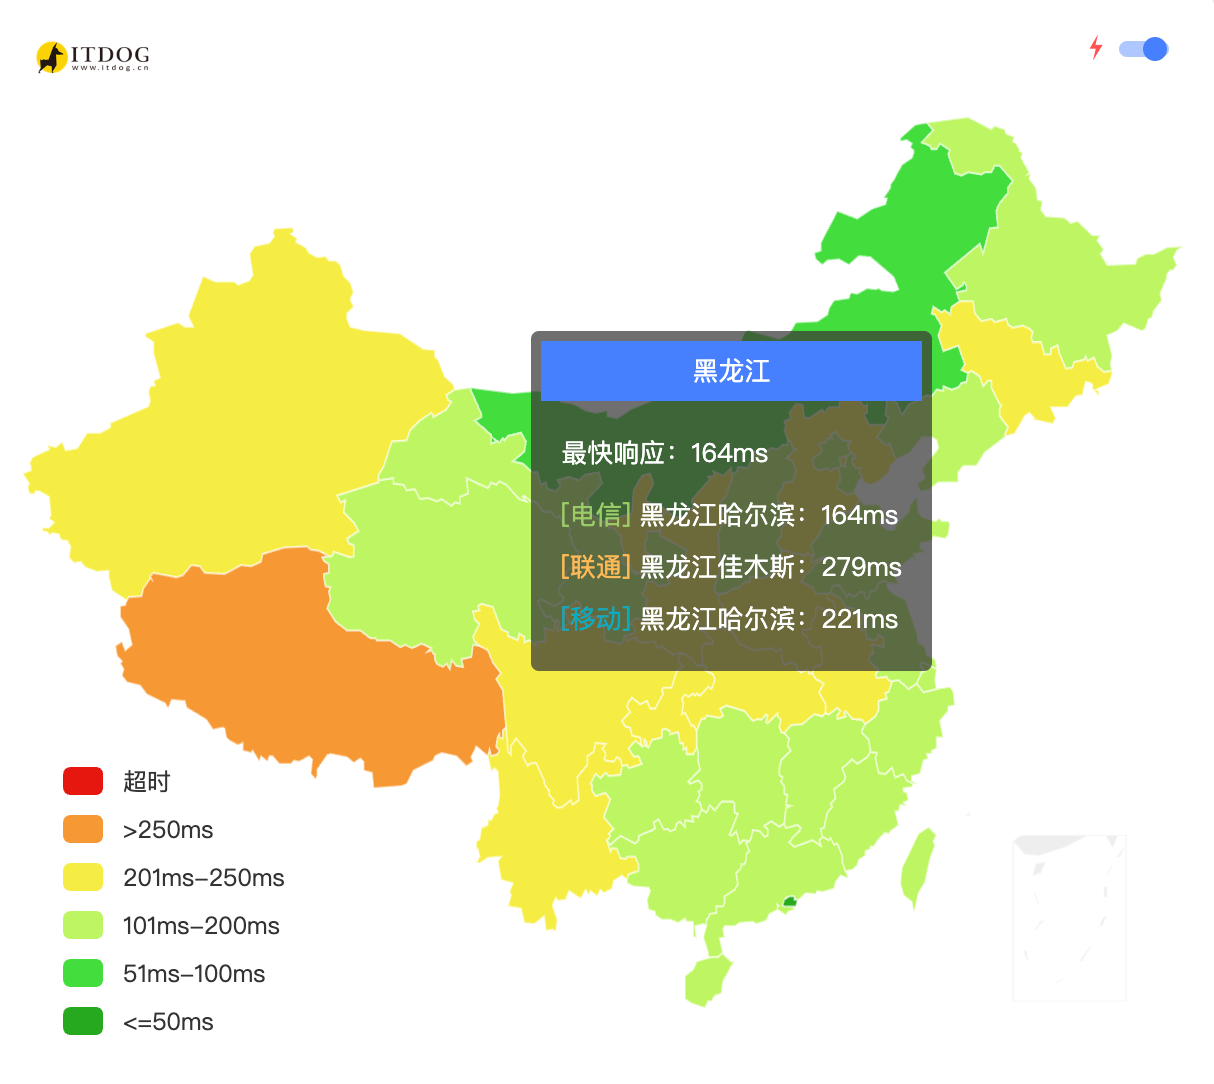 ITDOG
www.itdog.cn
黑龙江
最快响应：164ms
[电信] 黑龙江哈尔滨：164ms
[联通] 黑龙江佳木斯：279ms
[移动] 黑龙江哈尔滨：221ms
超时
>250ms
201ms-250ms
101ms-200ms
51ms-100ms
<=50ms